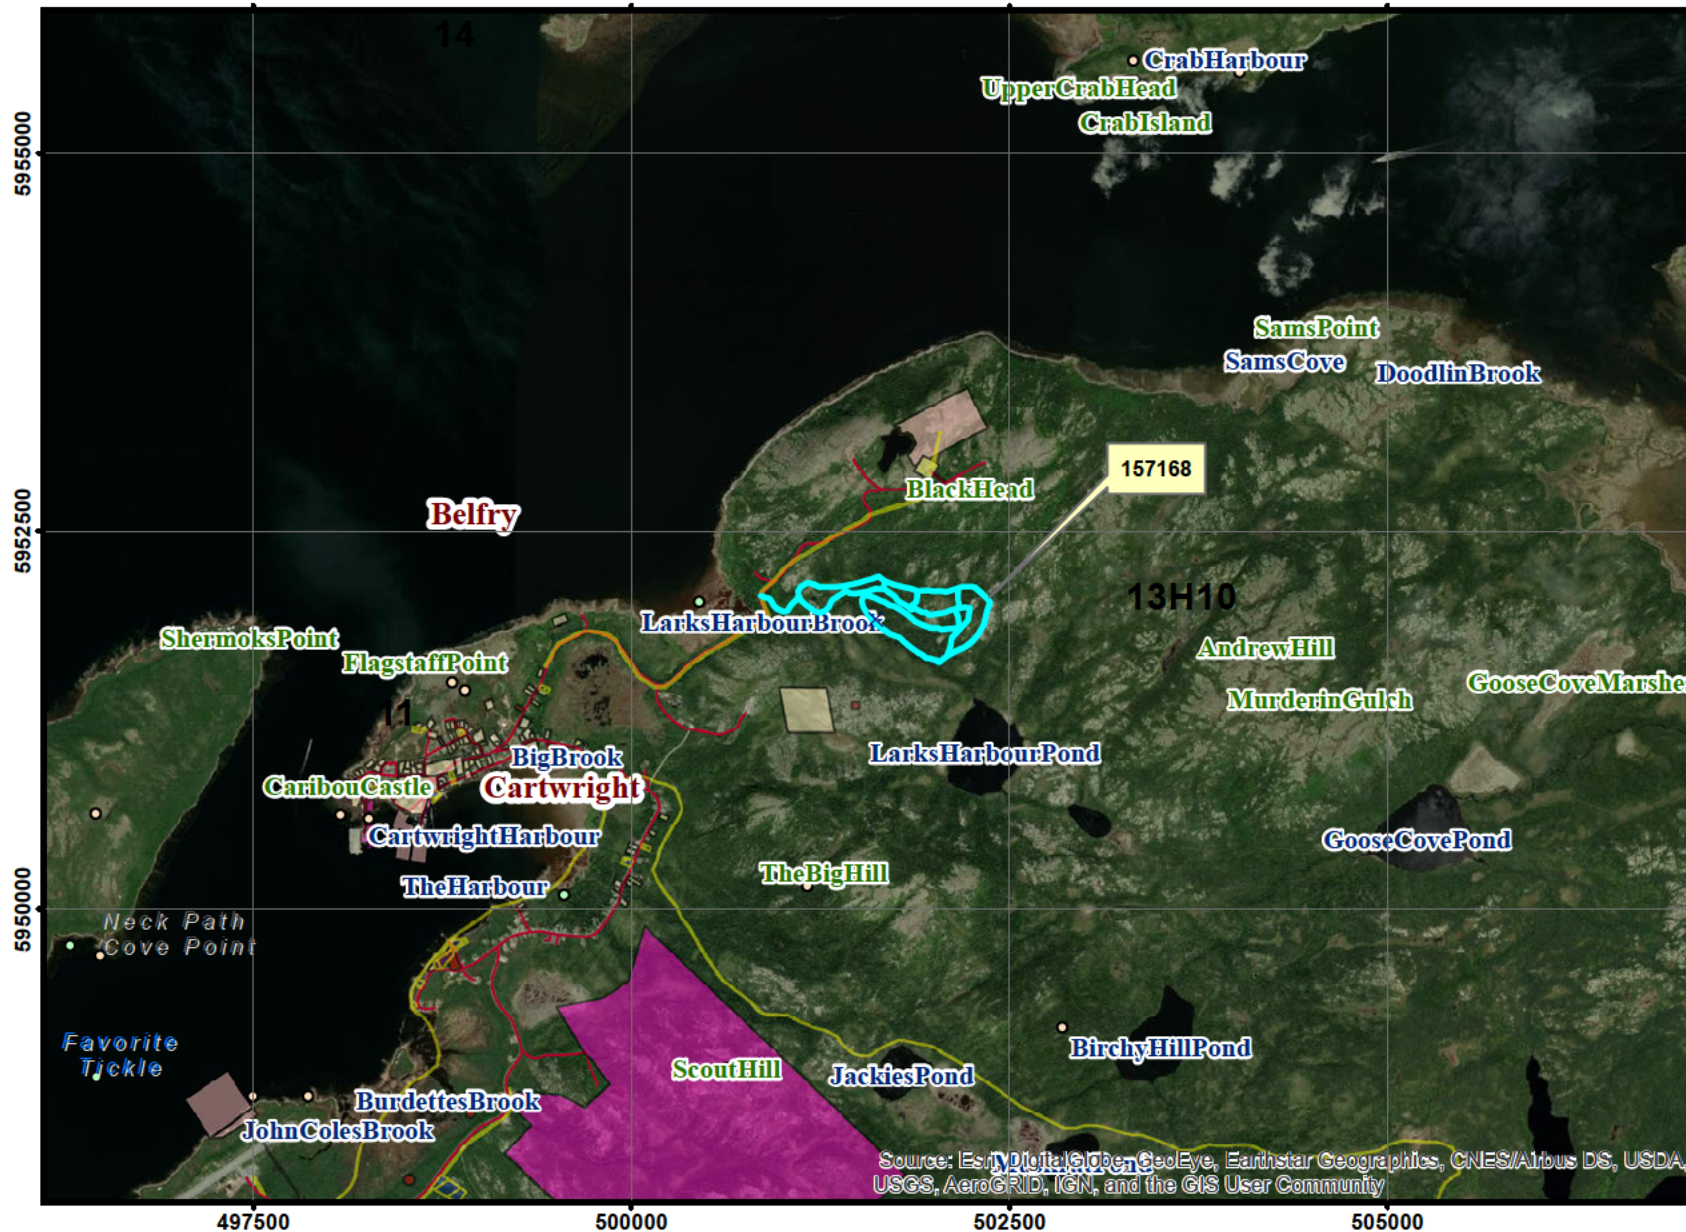 14
CrabHarbour
UpperCrabHead
CrabIsland
5955000
SamsPoint
SamsCove
DoodlinBrook
157168
BlackHead
Belfry
5952500
13H10
LarksHarbourBrook
ShermoksPoint
AndrewHill
FlagstaffPoint
GooseCoveMarshe
MurderinGulch
11
BigBrook
LarksHarbourPond
CaribouCastle
Cartwright
CartwrightHarbour
GooseCovePond
TheBigHill
TheHarbour
5950000
Neck Path
Cove Point
Favorite
Tickle
BirchyHillPond
ScoutHill
JackiesPond
BurdettesBrook
JohnColesBrook
Source: Esri, DigitalGlobe, GeoEye, Earthstar Geographics, CNES/Airbus DS, USDA,
USGS, AeroGRID, IGN, and the GIS User Community
497500
500000
502500
505000